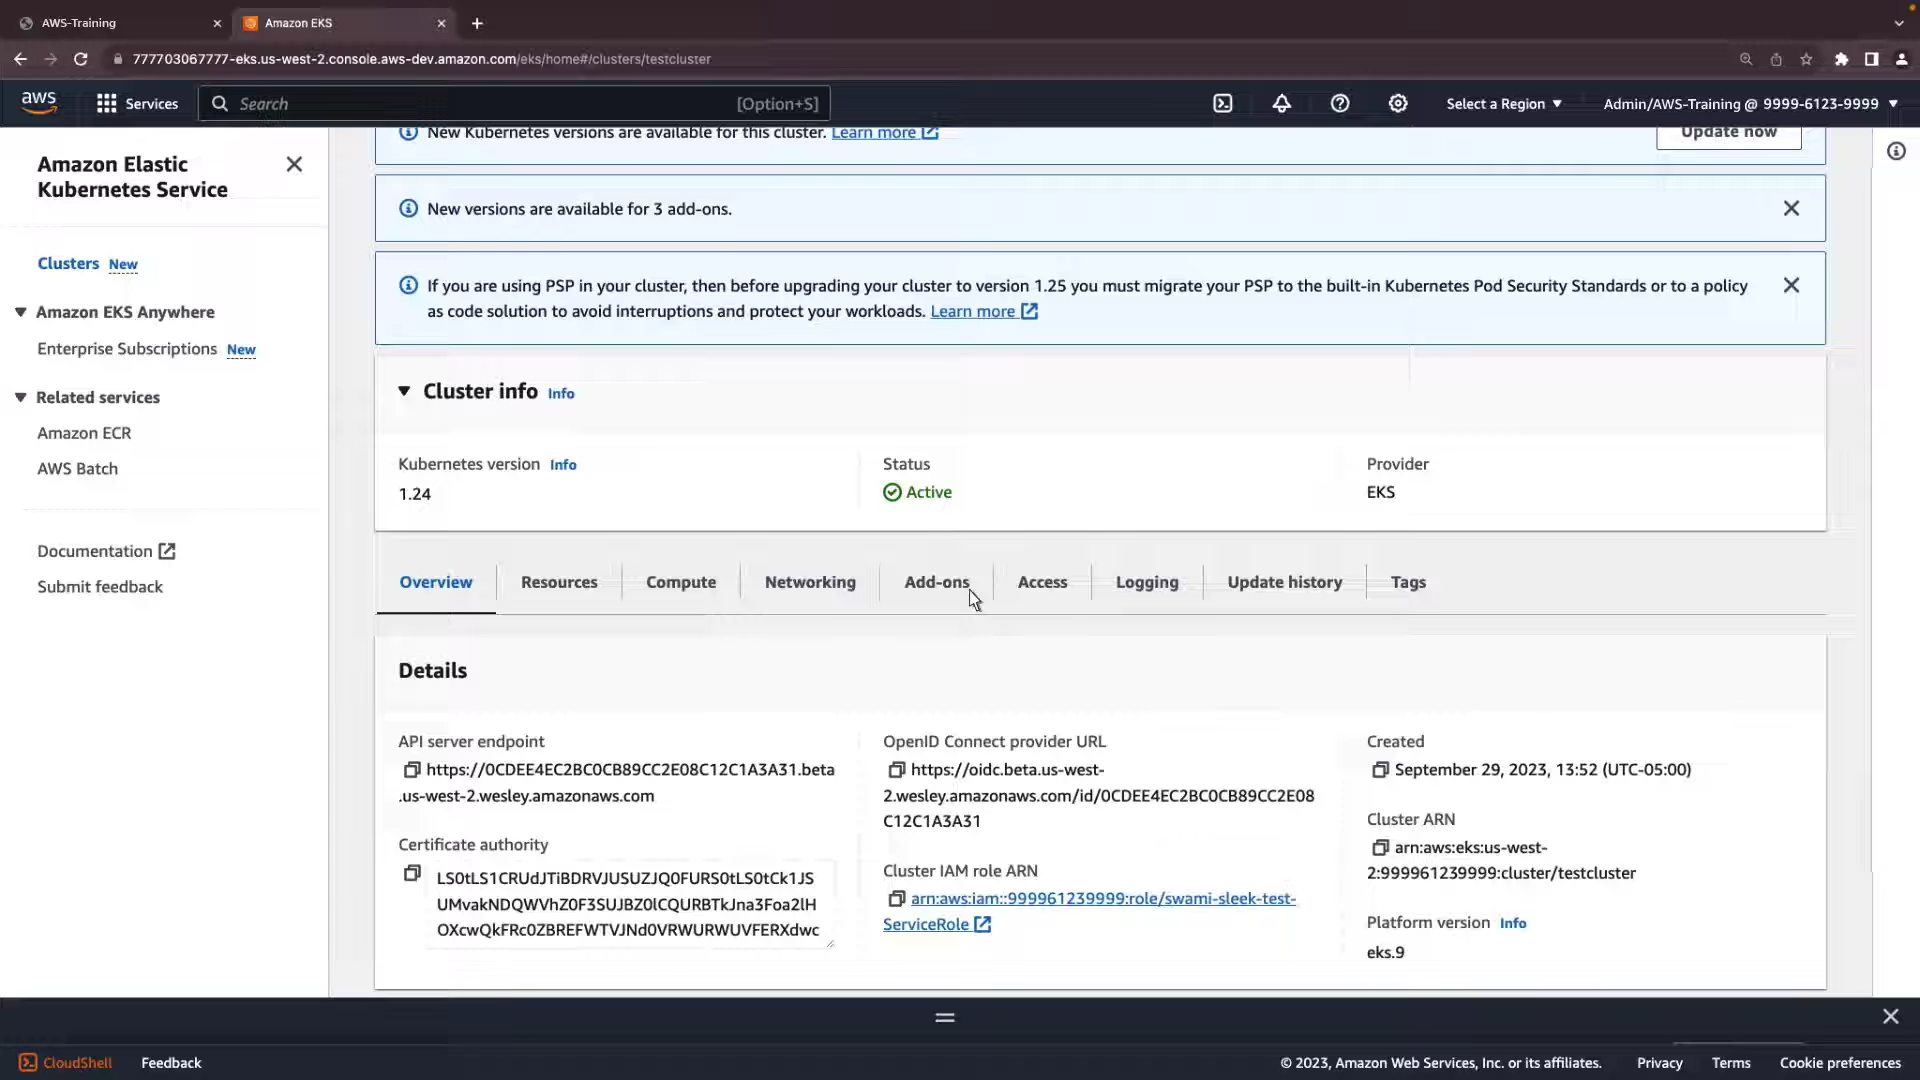 AWS-Training
Amazon EKS
777703067777-eks.us-west-2.console.aws-dev.amazon.com/eks/home#/clusters/testcluster
aws
Services
Search
[Option+S]
Select a Region
Admin/AWS-Training @ 9999-6123-9999
Amazon Elastic
Kubernetes Service
Clusters New
Amazon EKS Anywhere
Enterprise Subscriptions New
Related services
Amazon ECR
AWS Batch
Documentation
Submit feedback
New Kubernetes versions are available for this cluster. Learn more
Update now
New versions are available for 3 add-ons.
If you are using PSP in your cluster, then before upgrading your cluster to version 1.25 you must migrate your PSP to the built-in Kubernetes Pod Security Standards or to a policy
as code solution to avoid interruptions and protect your workloads. Learn more
Cluster info Info
Kubernetes version Info
1.24
Status
Active
Provider
EKS
Overview
Resources
Compute
Networking
Add-ons
Access
Logging
Update history
Tags
Details
API server endpoint
https://0CDEE4EC2BC0CB89CC2E08C12C1A3A31.beta
.us-west-2.wesley.amazonaws.com
Certificate authority
LS0tLS1CRUdJTiBDRVJUSUZJQ0FURS0tLS0tCk1JS
UMvakNDQWVhZ0F3SUJBZ0lCQURBTkJna3Foa2lH
OXcwQkFRc0ZBREFWTVJNd0VRWURWUVFERXdwc
OpenID Connect provider URL
https://oidc.beta.us-west-
2.wesley.amazonaws.com/id/0CDEE4EC2BC0CB89CC2E08
C12C1A3A31
Cluster IAM role ARN
arn:aws:iam::999961239999:role/swami-sleek-test-
ServiceRole
Created
September 29, 2023, 13:52 (UTC-05:00)
Cluster ARN
arn:aws:eks:us-west-
2:999961239999:cluster/testcluster
Platform version Info
eks.9
CloudShell
Feedback
© 2023, Amazon Web Services, Inc. or its affiliates.
Privacy
Terms
Cookie preferences